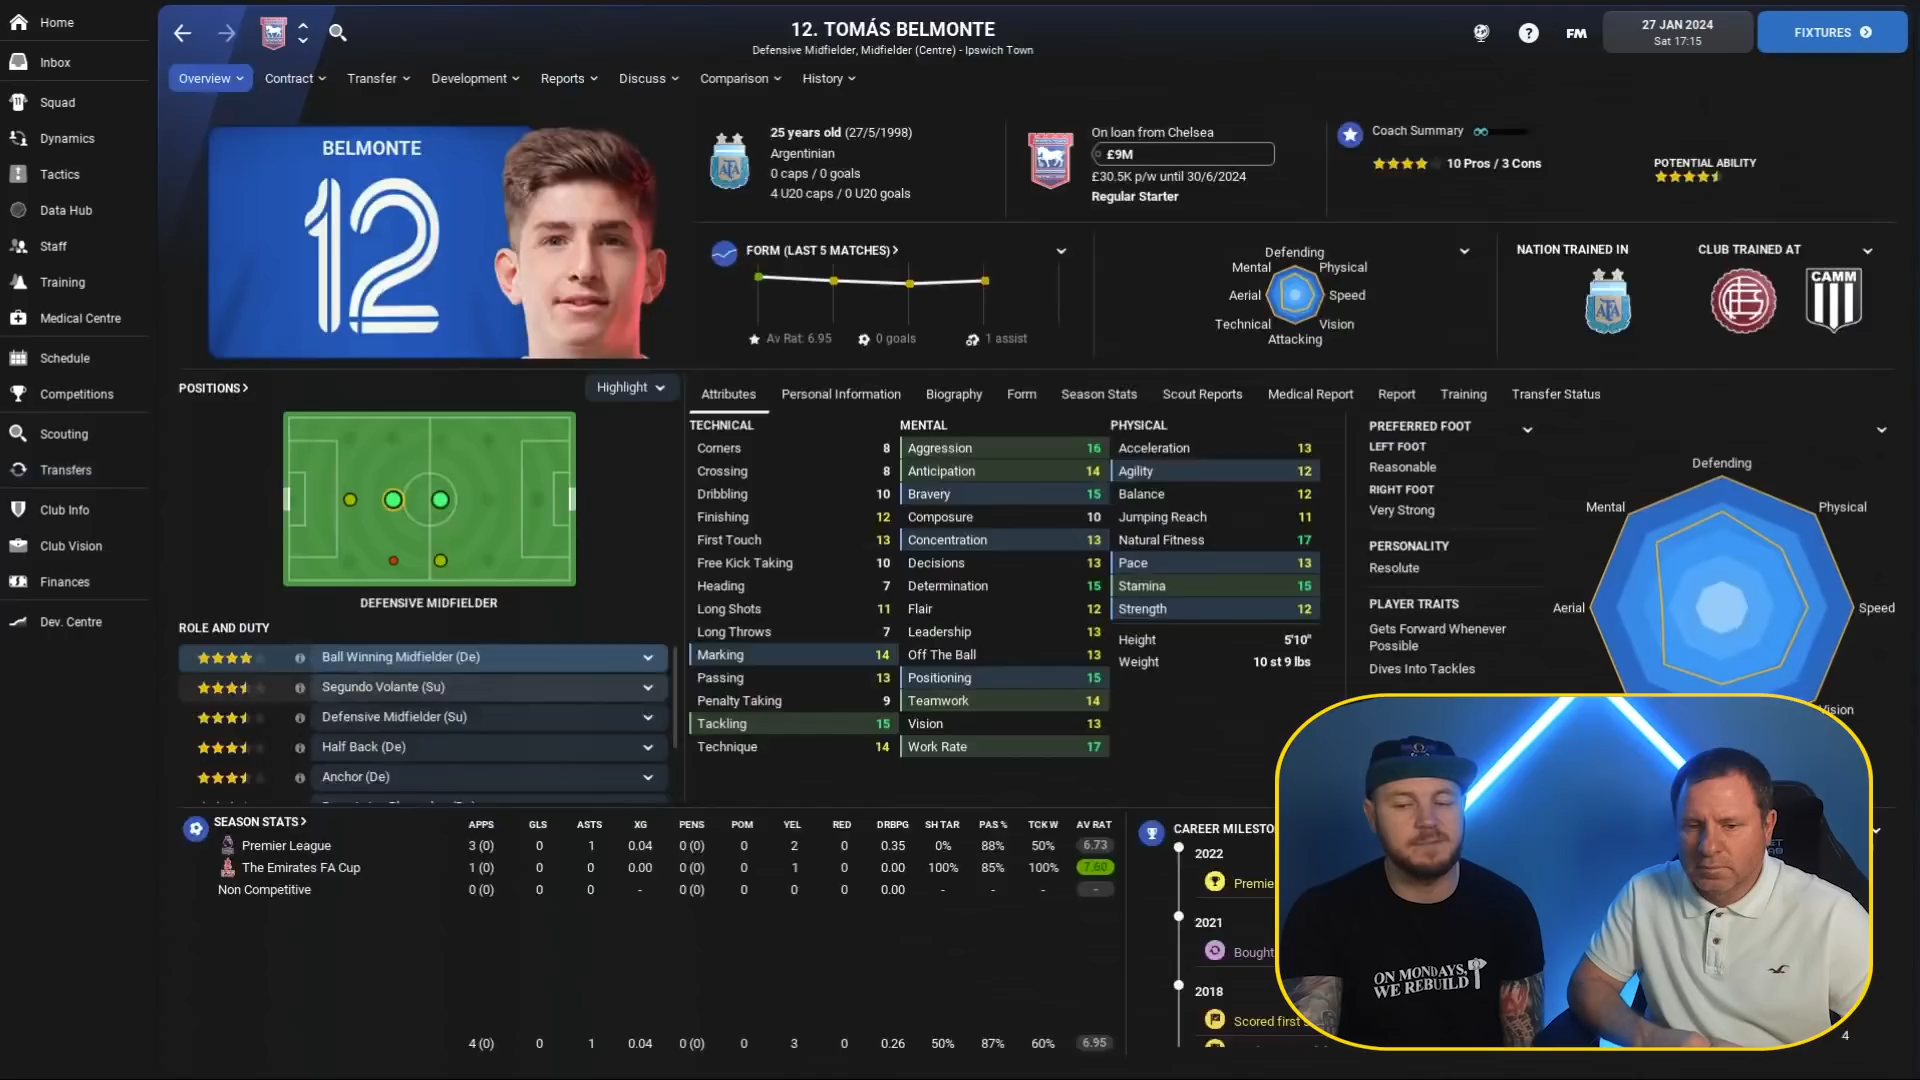 Home
Inbox
Squad
Dynamics
Tactics
Data Hub
Staff
Training
Medical Centre
Schedule
Competitions
Scouting
Transfers
Club Info
Club Vision
Finances
Dev. Centre
12. TOMÁS BELMONTE
Defensive Midfielder, Midfielder (Centre) - Ipswich Town
FM
27 JAN 2024
Sat 17:15
FIXTURES
Overview Contract Transfer Development Reports Discuss Comparison History
BELMONTE
12
25 years old (27/5/1998)
Argentinian
0 caps / 0 goals
4 U20 caps / 0 U20 goals
On loan from Chelsea
£9M
£30.5K p/w until 30/6/2024
Regular Starter
Coach Summary
10 Pros / 3 Cons
POTENTIAL ABILITY
FORM (LAST 5 MATCHES)
Av Rat: 6.95 0 goals 1 assist
Defending
Mental Physical
Aerial Speed
Technical Vision
Attacking
NATION TRAINED IN
AFA
CLUB TRAINED AT
CAMM
POSITIONS
Highlight
DEFENSIVE MIDFIELDER
ROLE AND DUTY
Ball Winning Midfielder (De)
Segundo Volante (Su)
Defensive Midfielder (Su)
Half Back (De)
Anchor (De)
Attributes Personal Information Biography Form Season Stats Scout Reports Medical Report Report Training Transfer Status
TECHNICAL
Corners 8
Crossing 8
Dribbling 10
Finishing 12
First Touch 13
Free Kick Taking 10
Heading 7
Long Shots 11
Long Throws 7
Marking 14
Passing 13
Penalty Taking 9
Tackling 15
Technique 14
MENTAL
Aggression 16
Anticipation 14
Bravery 15
Composure 10
Concentration 13
Decisions 13
Determination 15
Flair 12
Leadership 13
Off The Ball 13
Positioning 15
Teamwork 14
Vision 13
Work Rate 17
PHYSICAL
Acceleration 13
Agility 12
Balance 12
Jumping Reach 11
Natural Fitness 17
Pace 13
Stamina 15
Strength 12
Height 5'10"
Weight 10 st 9 lbs
PREFERRED FOOT
LEFT FOOT
Reasonable
RIGHT FOOT
Very Strong
PERSONALITY
Resolute
PLAYER TRAITS
Gets Forward Whenever
Possible
Dives Into Tackles
Defending
Mental Physical
Aerial Speed
Vision
SEASON STATS APPS GLS ASTS XG PENS POM YEL RED DRBPG SH TAR PAS % TCK W AV RAT
Premier League 3 (0) 0 1 0.04 0 (0) 0 2 0 0.35 0% 88% 50% 6.73
The Emirates FA Cup 1 (0) 0 0 0.00 0 (0) 0 1 0 0.00 100% 85% 100% 7.60
Non Competitive 0 (0) 0 0 - 0 (0) 0 0 0 0.00 - - - -
4 (0) 0 1 0.04 0 (0) 0 3 0 0.26 50% 87% 60% 6.95
CAREER MILESTO
2022
Premie
2021
Bought
2018
Scored first
ON MONDAYS,
WE REBUILD
4